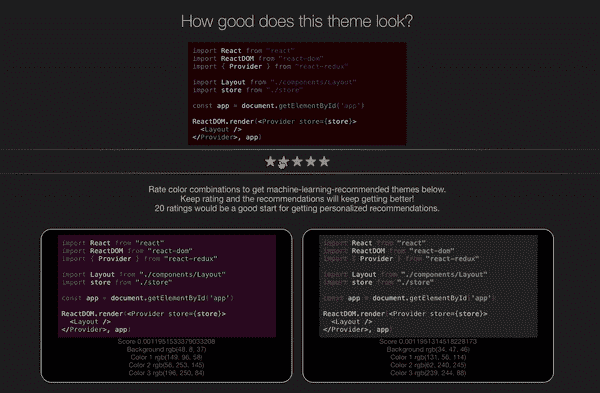 How good does this theme look?
import React from "react"
import ReactDOM from "react-dom"
import { Provider } from "react-redux"
import Layout from "./components/Layout"
import store from "./store"
const app = document.getElementById('app')
ReactDOM.render(<Provider store={store}>
<Layout />
</Provider>, app)
Rate color combinations to get machine-learning-recommended themes below.
Keep rating and the recommendations will keep getting better!
20 ratings would be a good start for getting personalized recommendations.
import React from "react"
import ReactDOM from "react-dom"
import { Provider } from "react-redux"
import Layout from "./components/Layout"
import store from "./store"
const app = document.getElementById('app')
ReactDOM.render(<Provider store={store}>
<Layout />
</Provider>, app)
Score
Background rgb(48, 8, 37)
Color 1 rgb(149, 96, 58)
Color 2 rgb(56, 253, 145)
Color 3 rgb(196, 250, 84)
import React from "react"
import ReactDOM from "react-dom"
import { Provider } from "react-redux"
import Layout from "./components/Layout"
import store from "./store"
const app = document.getElementById('app')
ReactDOM.render(<Provider store={store}>
<Layout />
</Provider>, app)
Score
Background rgb(34, 47, 46)
Color 1 rgb(131, 56, 114)
Color 2 rgb(62, 240, 245)
Color 3 rgb(239, 244, 88)